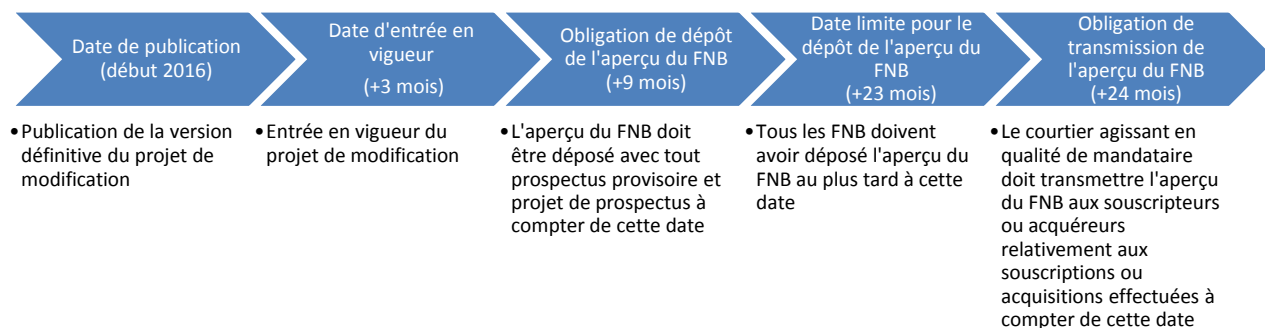 Date de publication
(début 2016)
Date d'entrée en
vigueur
(+3 mois)
Obligation de dépôt
de l'aperçu du FNB
(+9 mois)
Date limite pour le
dépôt de l'aperçu du
FNB
(+23 mois)
Obligation de
transmission de
l'aperçu du FNB
(+24 mois)
•Publication de la version
définitive du projet de
modification
•Entrée en vigueur du
projet de modification
•L'aperçu du FNB doit
être déposé avec tout
prospectus provisoire et
projet de prospectus à
compter de cette date
•Tous les FNB doivent
avoir déposé l'aperçu du
FNB au plus tard à cette
date
•Le courtier agissant en
qualité de mandataire
doit transmettre l'aperçu
du FNB aux souscripteurs
ou acquéreurs
relativement aux
souscriptions ou
acquisitions effectuées à
compter de cette date